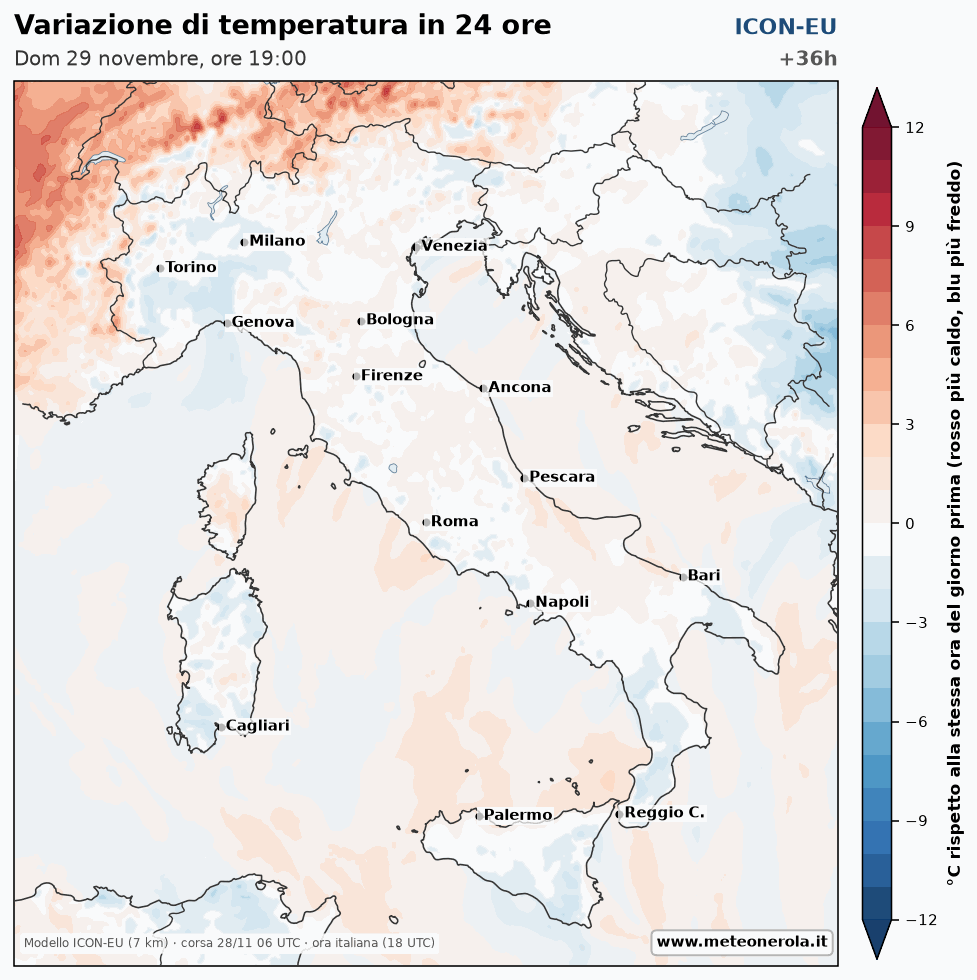 Variazione di temperatura in 24 ore
ICON-EU
Dom 29 novembre, ore 19:00
+36h
Milano
Venezia
Torino
Genova
Bologna
Firenze
Ancona
Pescara
Roma
Bari
Napoli
Cagliari
Palermo
Reggio C.
Modello ICON-EU (7 km) · corsa 28/11 06 UTC · ora italiana (18 UTC)
www.meteonerola.it
12
9
6
3
0
−3
−6
−9
−12
°C rispetto alla stessa ora del giorno prima (rosso più caldo, blu più freddo)